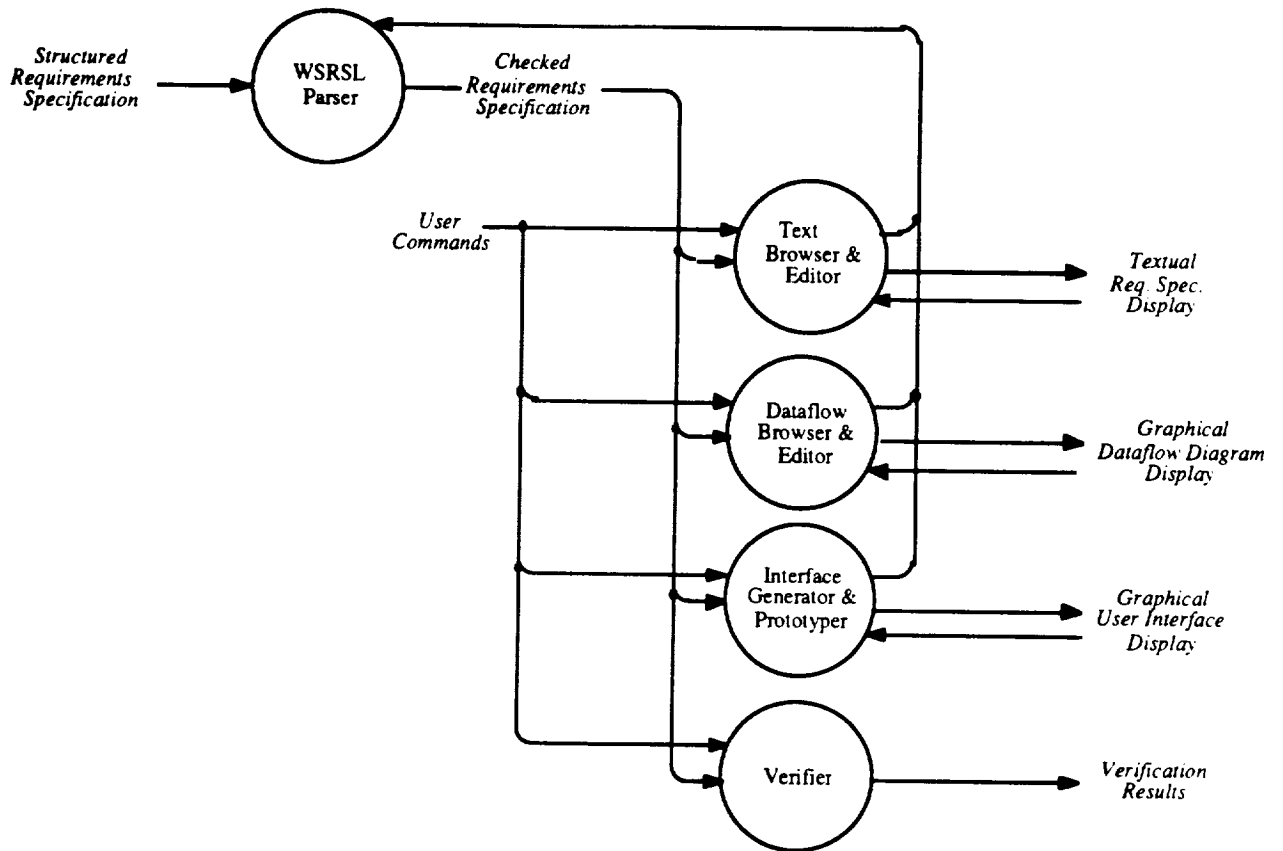 Structured
Requirements
Specification
WSRSL
Parser
Checked
Requirements
Specification
User
Commands
Text
Browser &
Editor
Textual
Req. Spec.
Display
Dataflow
Browser &
Editor
Graphical
Dataflow Diagram
Display
Interface
Generator &
Prototyper
Graphical
User Interface
Display
Verifier
Verification
Results